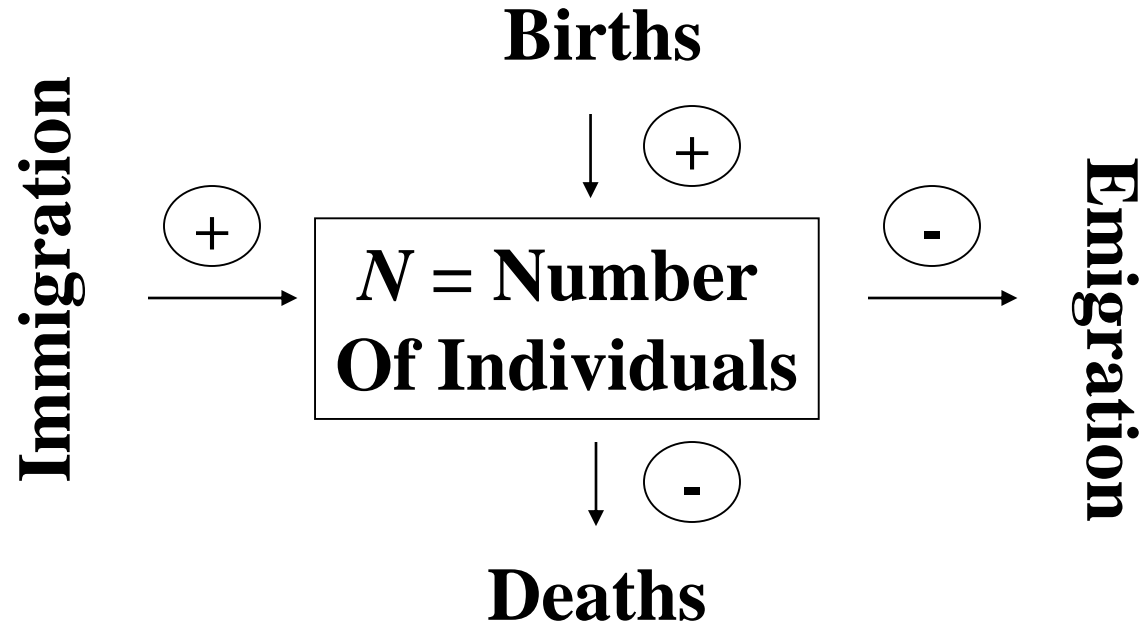 Births
+
Immigration
+
N = Number
Of Individuals
-
Emigration
-
Deaths